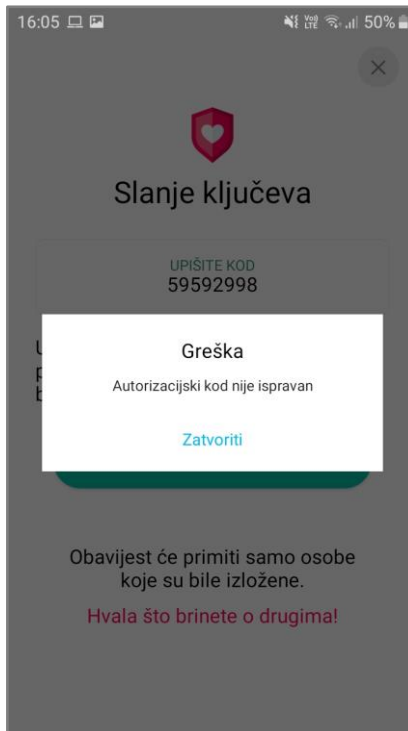 16:05 50%
Slanje ključeva
UPIŠITE KOD
59592998
Greška
Autorizacijski kod nije ispravan
Zatvoriti
Obavijest će primiti samo osobe
koje su bile izložene.
Hvala što brinete o drugima!